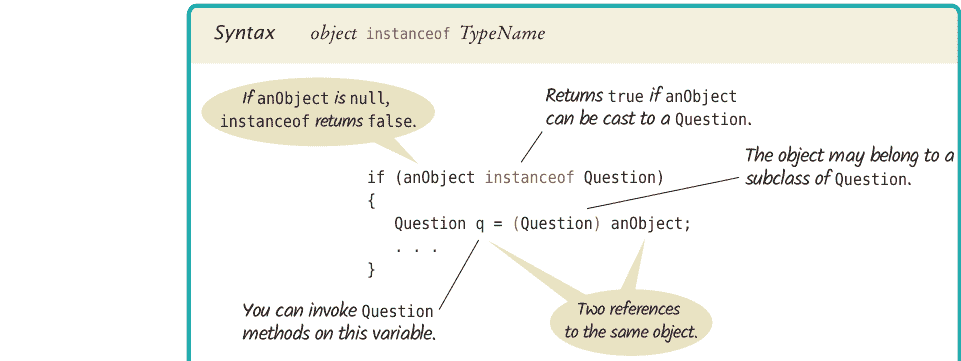 Syntax object instanceof TypeName
If anObject is null,
instanceof returns false.
Returns true if anObject
can be cast to a Question.
The object may belong to a
subclass of Question.
if (anObject instanceof Question)
{
Question q = (Question) anObject;
. . .
}
You can invoke Question
methods on this variable.
Two references
to the same object.